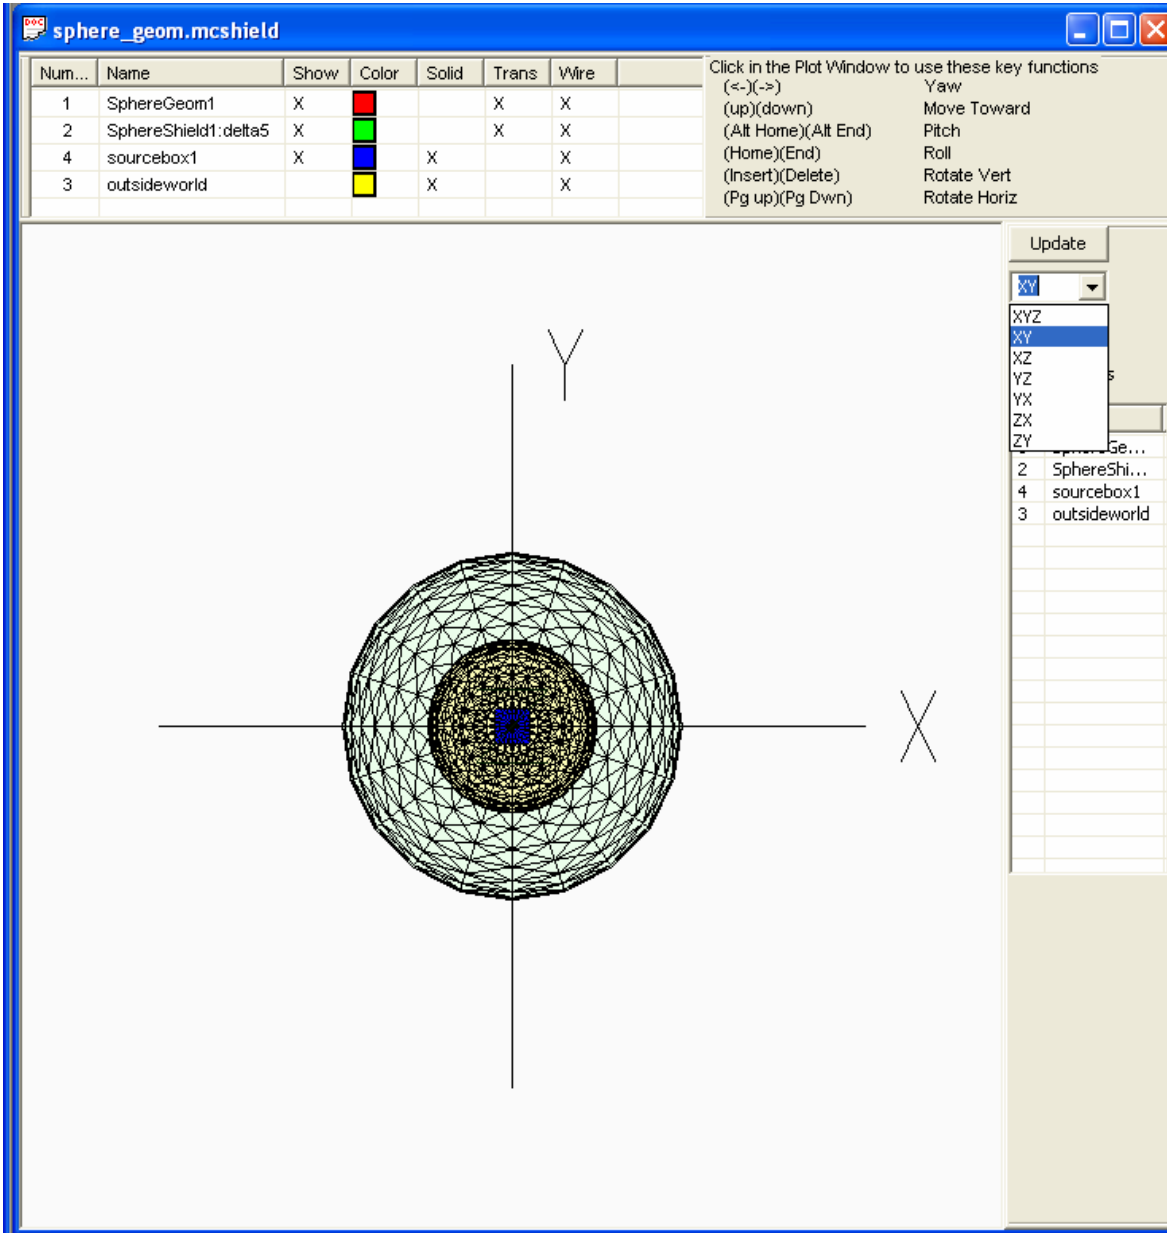 DOC sphere_geom.mcshield
Num... Name Show Color Solid Trans Wire
1 SphereGeom1 X X X
2 SphereShield1:delta5 X X X
4 sourcebox1 X X X
3 outsideworld X X
Click in the Plot Window to use these key functions
(<-)(->) Yaw
(up)(down) Move Toward
(Alt Home)(Alt End) Pitch
(Home)(End) Roll
(Insert)(Delete) Rotate Vert
(Pg up)(Pg Dwn) Rotate Horiz
Update
XY
XYZ
XY
XZ
YZ
YX
ZX
ZY
2 SphereShi...
4 sourcebox1
3 outsideworld
Y
X